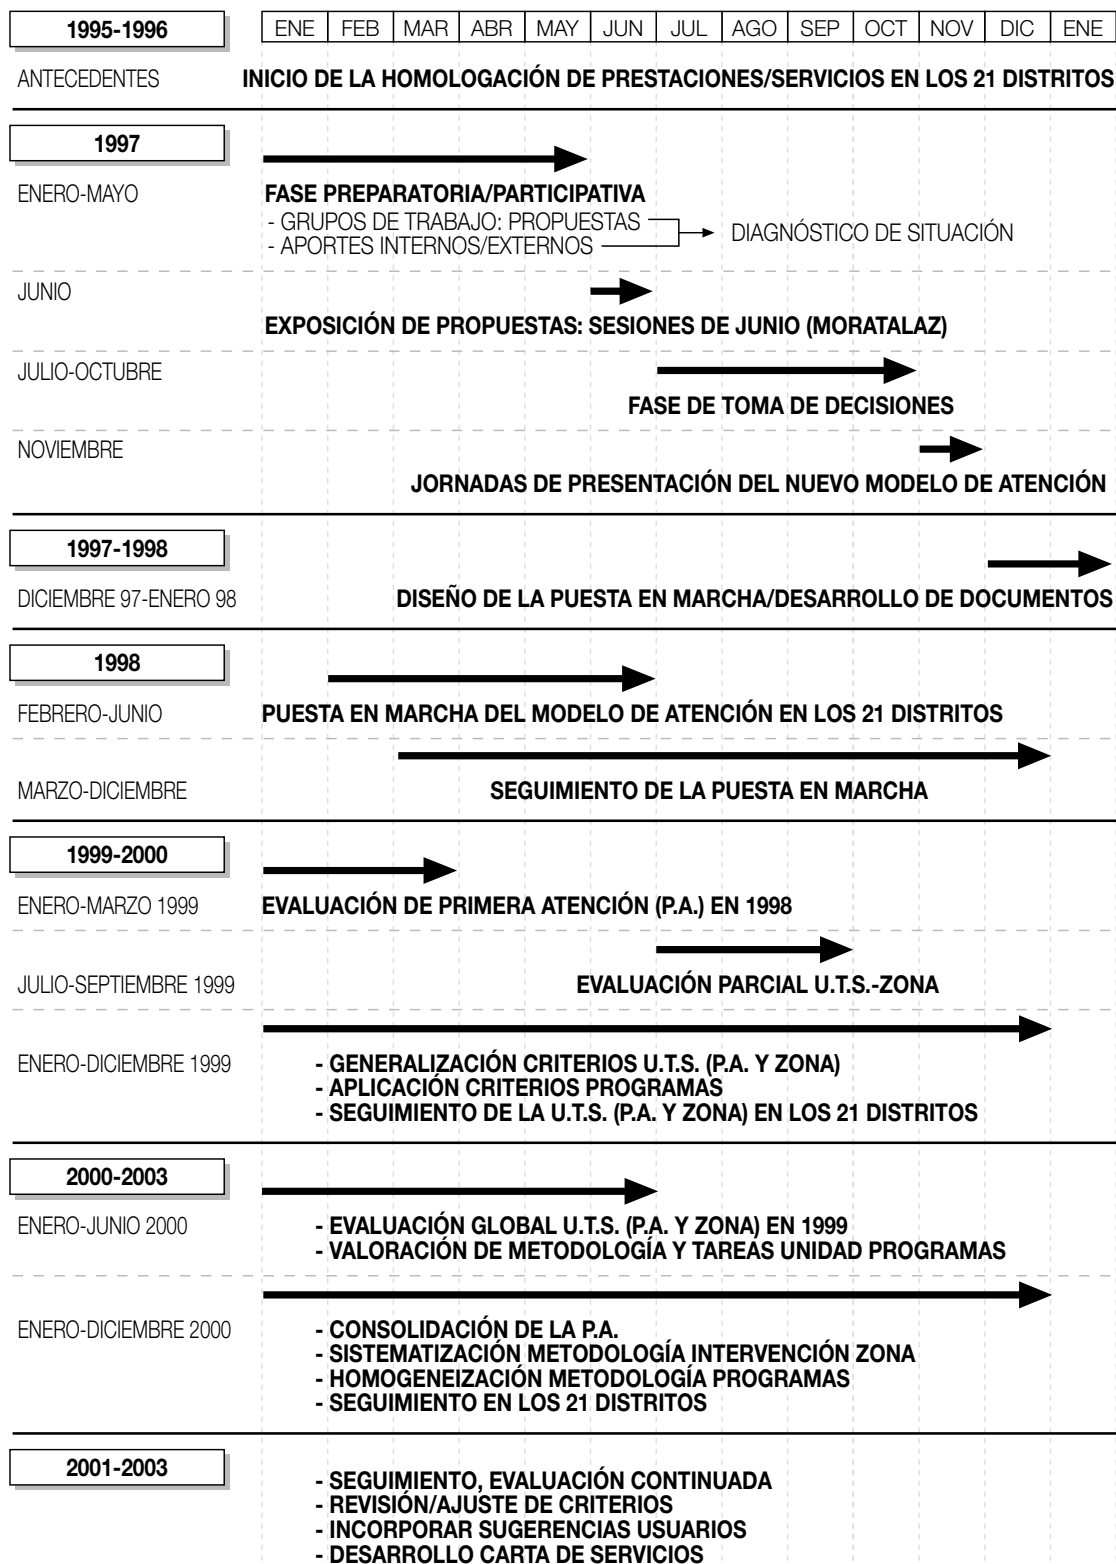 1995-1996 ENE FEB MAR ABR MAY JUN JUL AGO SEP OCT NOV DIC ENE
ANTECEDENTES INICIO DE LA HOMOLOGACIÓN DE PRESTACIONES/SERVICIOS EN LOS 21 DISTRITOS
1997
ENERO-MAYO FASE PREPARATORIA/PARTICIPATIVA
- GRUPOS DE TRABAJO: PROPUESTAS
- APORTES INTERNOS/EXTERNOS
DIAGNÓSTICO DE SITUACIÓN
JUNIO
EXPOSICIÓN DE PROPUESTAS: SESIONES DE JUNIO (MORATALAZ)
JULIO-OCTUBRE
FASE DE TOMA DE DECISIONES
NOVIEMBRE
JORNADAS DE PRESENTACIÓN DEL NUEVO MODELO DE ATENCIÓN
1997-1998
DICIEMBRE 97-ENERO 98 DISEÑO DE LA PUESTA EN MARCHA/DESARROLLO DE DOCUMENTOS
1998
FEBRERO-JUNIO PUESTA EN MARCHA DEL MODELO DE ATENCIÓN EN LOS 21 DISTRITOS
MARZO-DICIEMBRE SEGUIMIENTO DE LA PUESTA EN MARCHA
1999-2000
ENERO-MARZO 1999 EVALUACIÓN DE PRIMERA ATENCIÓN (P.A.) EN 1998
JULIO-SEPTIEMBRE 1999 EVALUACIÓN PARCIAL U.T.S.-ZONA
ENERO-DICIEMBRE 1999 - GENERALIZACIÓN CRITERIOS U.T.S. (P.A. Y ZONA)
- APLICACIÓN CRITERIOS PROGRAMAS
- SEGUIMIENTO DE LA U.T.S. (P.A. Y ZONA) EN LOS 21 DISTRITOS
2000-2003
ENERO-JUNIO 2000 - EVALUACIÓN GLOBAL U.T.S. (P.A. Y ZONA) EN 1999
- VALORACIÓN DE METODOLOGÍA Y TAREAS UNIDAD PROGRAMAS
ENERO-DICIEMBRE 2000 - CONSOLIDACIÓN DE LA P.A.
- SISTEMATIZACIÓN METODOLOGÍA INTERVENCIÓN ZONA
- HOMOGENEIZACIÓN METODOLOGÍA PROGRAMAS
- SEGUIMIENTO EN LOS 21 DISTRITOS
2001-2003
- SEGUIMIENTO, EVALUACIÓN CONTINUADA
- REVISIÓN/AJUSTE DE CRITERIOS
- INCORPORAR SUGERENCIAS USUARIOS
- DESARROLLO CARTA DE SERVICIOS